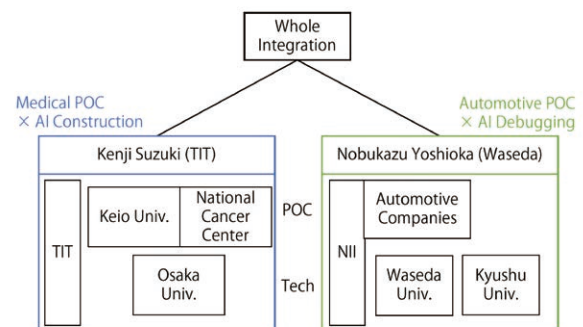 Whole
Integration
Medical POC
× AI Construction
Automotive POC
× AI Debugging
Kenji Suzuki (TIT)
Nobukazu Yoshioka (Waseda)
TIT
Keio Univ.
National
Cancer
Center
Osaka
Univ.
POC
Tech
NII
Automotive
Companies
Waseda
Univ.
Kyushu
Univ.